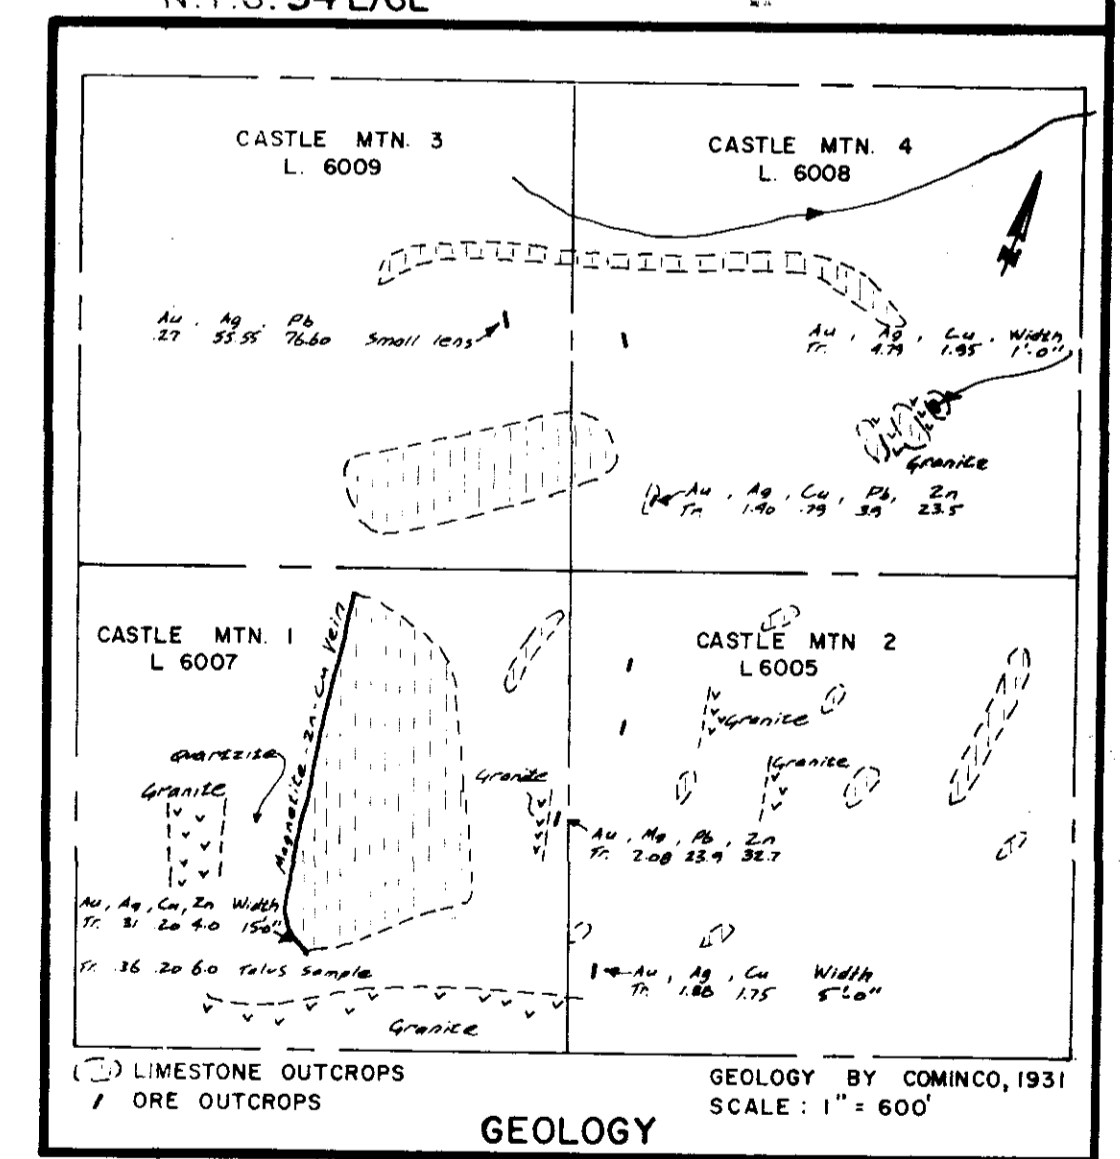 CASTLE MTN. 3
L. 6009
CASTLE MTN. 4
L. 6008
Au, Ag, Pb
.27 55.55 76.60 Small lens
Au, Ag, Cu, Width
Tr. 4.79 1.95 1'-0"
Granite
Au, Ag, Cu, Pb, Zn
Tr. 1.90 .79 3.9 23.5
CASTLE MTN. 1
L 6007
CASTLE MTN 2
L 6005
Magnetite-Zn-Cu Vein
Quartzite
Granite
Granite
Granite
Granite
Au, Mg, Pb, Zn
Tr. 2.08 23.9 32.7
Au, Ag, Cu, Zn Width
Tr. .31 .20 4.0 15'0"
Tr. .36 .20 6.0 Talus Sample
Au, Ag, Cu Width
Tr. 1.88 1.75 5'-0"
Granite
LIMESTONE OUTCROPS
ORE OUTCROPS
GEOLOGY BY COMINCO, 1931
SCALE: 1" = 600'
GEOLOGY